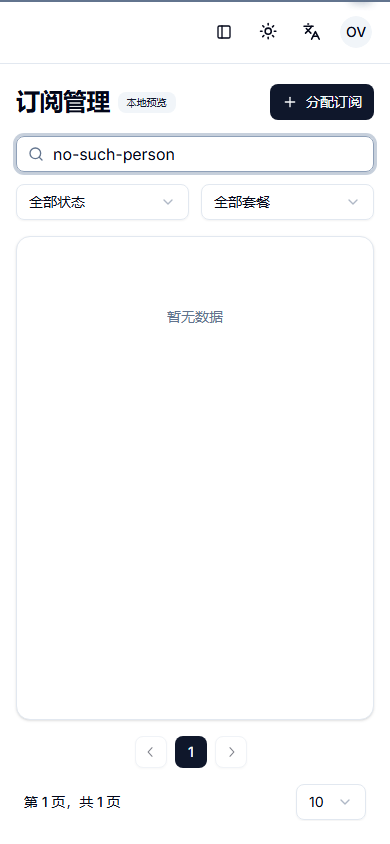 OV
订阅管理 本地预览 分配订阅
no-such-person
全部状态 全部套餐
暂无数据
1
第 1 页，共 1 页 10